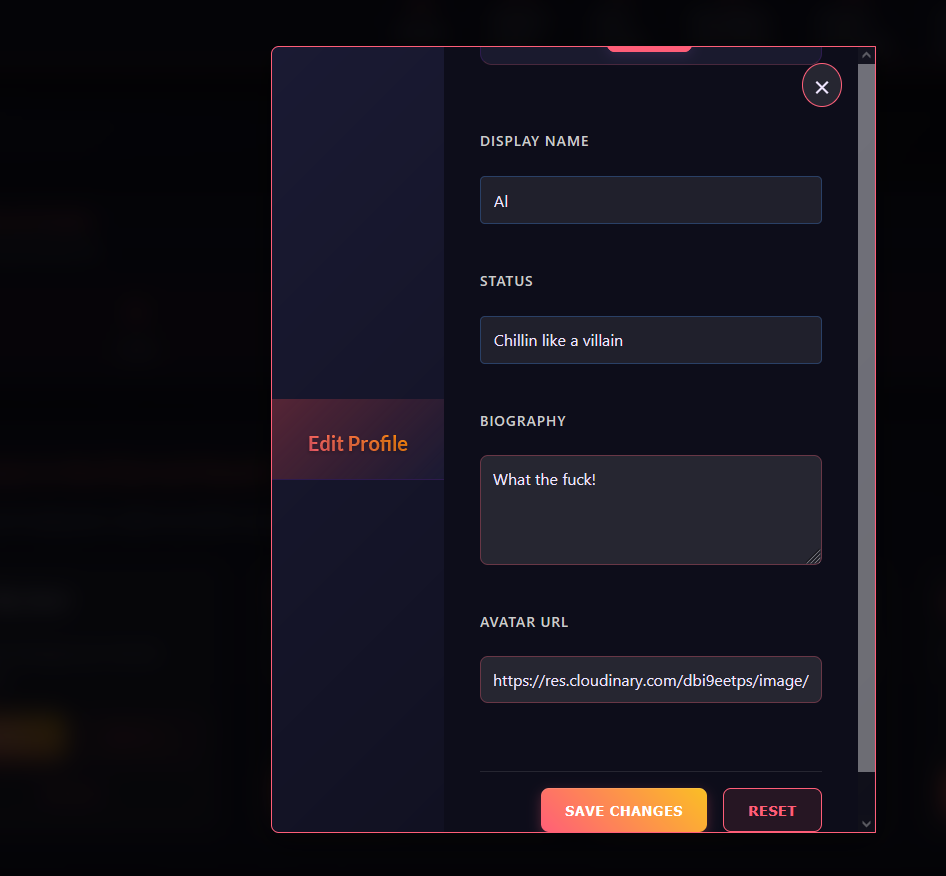 DISPLAY NAME
Al
STATUS
Chillin like a villain
BIOGRAPHY
Edit Profile
What the fuck!
AVATAR URL
https://res.cloudinary.com/dbi9eetps/image/
SAVE CHANGES
RESET